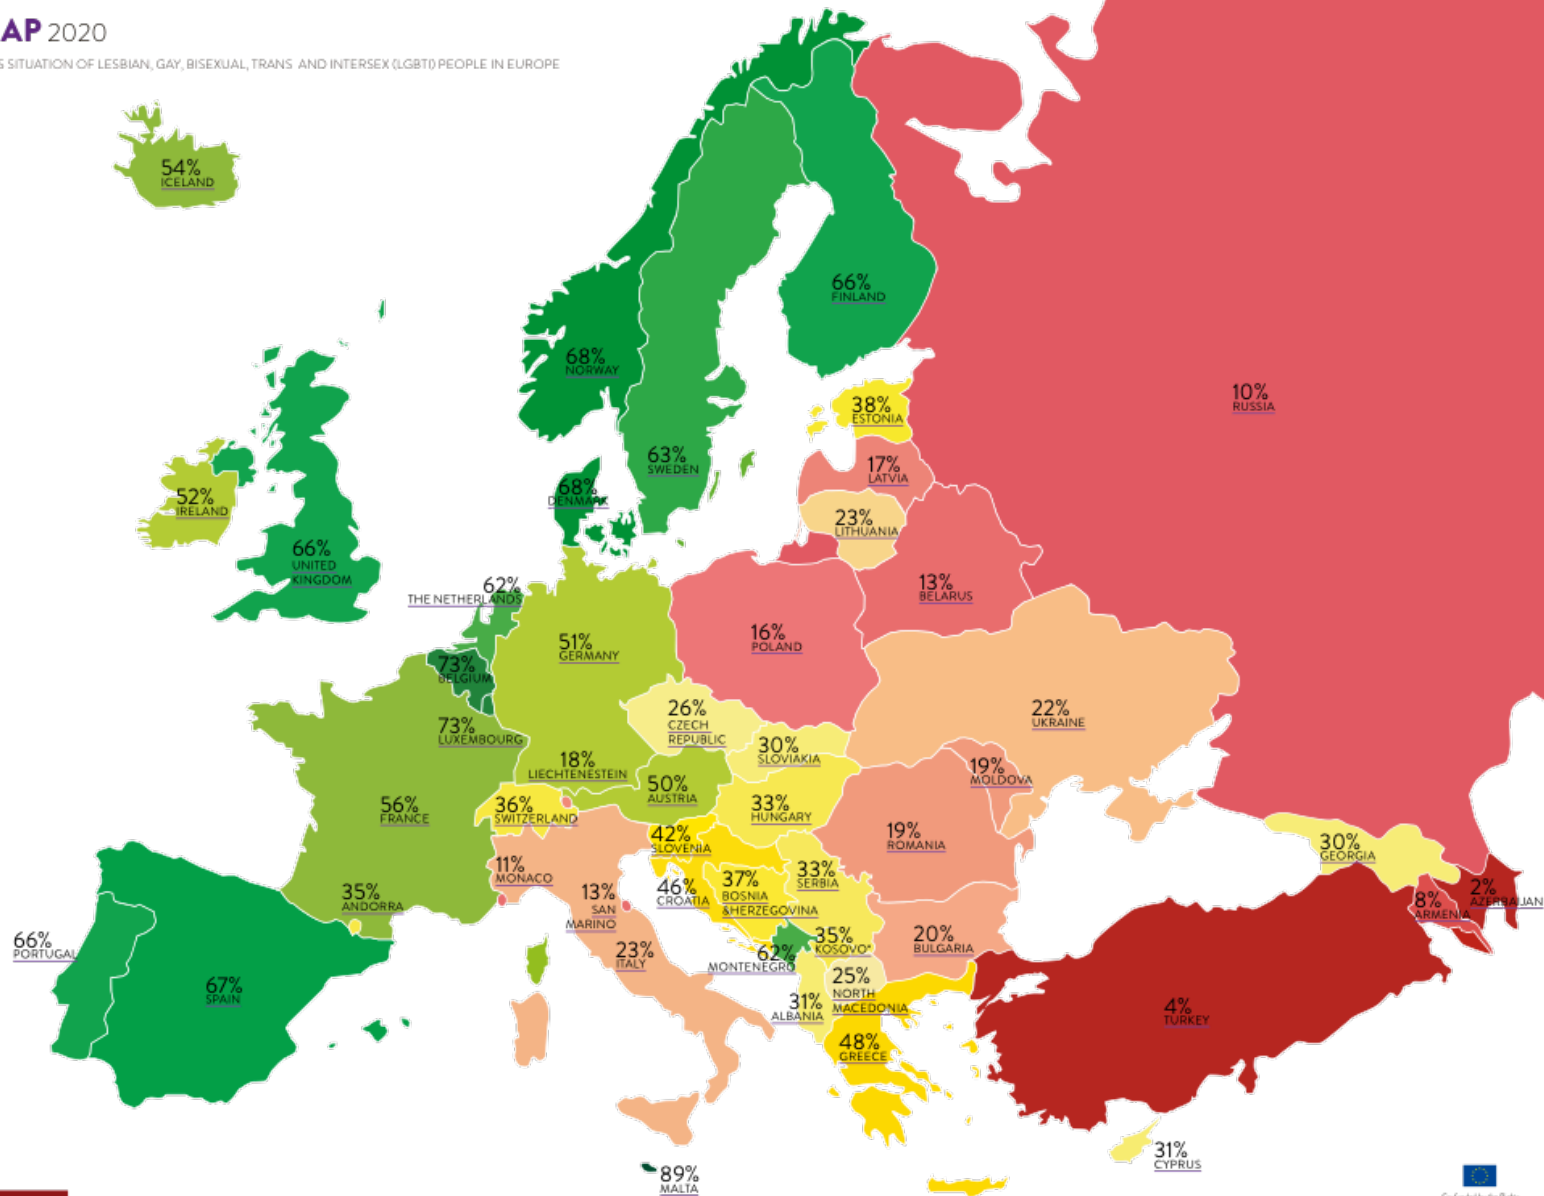 AP 2020
SITUATION OF LESBIAN, GAY, BISEXUAL, TRANS AND INTERSEX (LGBTI) PEOPLE IN EUROPE
54%
ICELAND
66%
FINLAND
68%
NORWAY
10%
RUSSIA
38%
ESTONIA
63%
SWEDEN
17%
LATVIA
68%
DENMARK
52%
IRELAND
23%
LITHUANIA
66%
UNITED
KINGDOM
62%
THE NETHERLANDS
13%
BELARUS
51%
GERMANY
16%
POLAND
73%
BELGIUM
26%
CZECH
REPUBLIC
22%
UKRAINE
73%
LUXEMBOURG
30%
SLOVIAKIA
18%
LIECHTENESTEIN
19%
MOLDOVA
50%
AUSTRIA
56%
FRANCE
36%
SWITZERLAND
33%
HUNGARY
42%
SLOVENIA
19%
ROMANIA
30%
GEORGIA
11%
MONACO
33%
SERBIA
35%
ANDORRA
13%
SAN
MARINO
46%
CROATIA
37%
BOSNIA
&HERZEGOVINA
2%
AZERBAIJAN
8%
ARMENIA
66%
PORTUGAL
23%
ITALY
62%
MONTENEGRO
35%
KOSOVO*
20%
BULGARIA
67%
SPAIN
25%
NORTH
MACEDONIA
31%
ALBANIA
4%
TURKEY
48%
GREECE
31%
CYPRUS
89%
MALTA